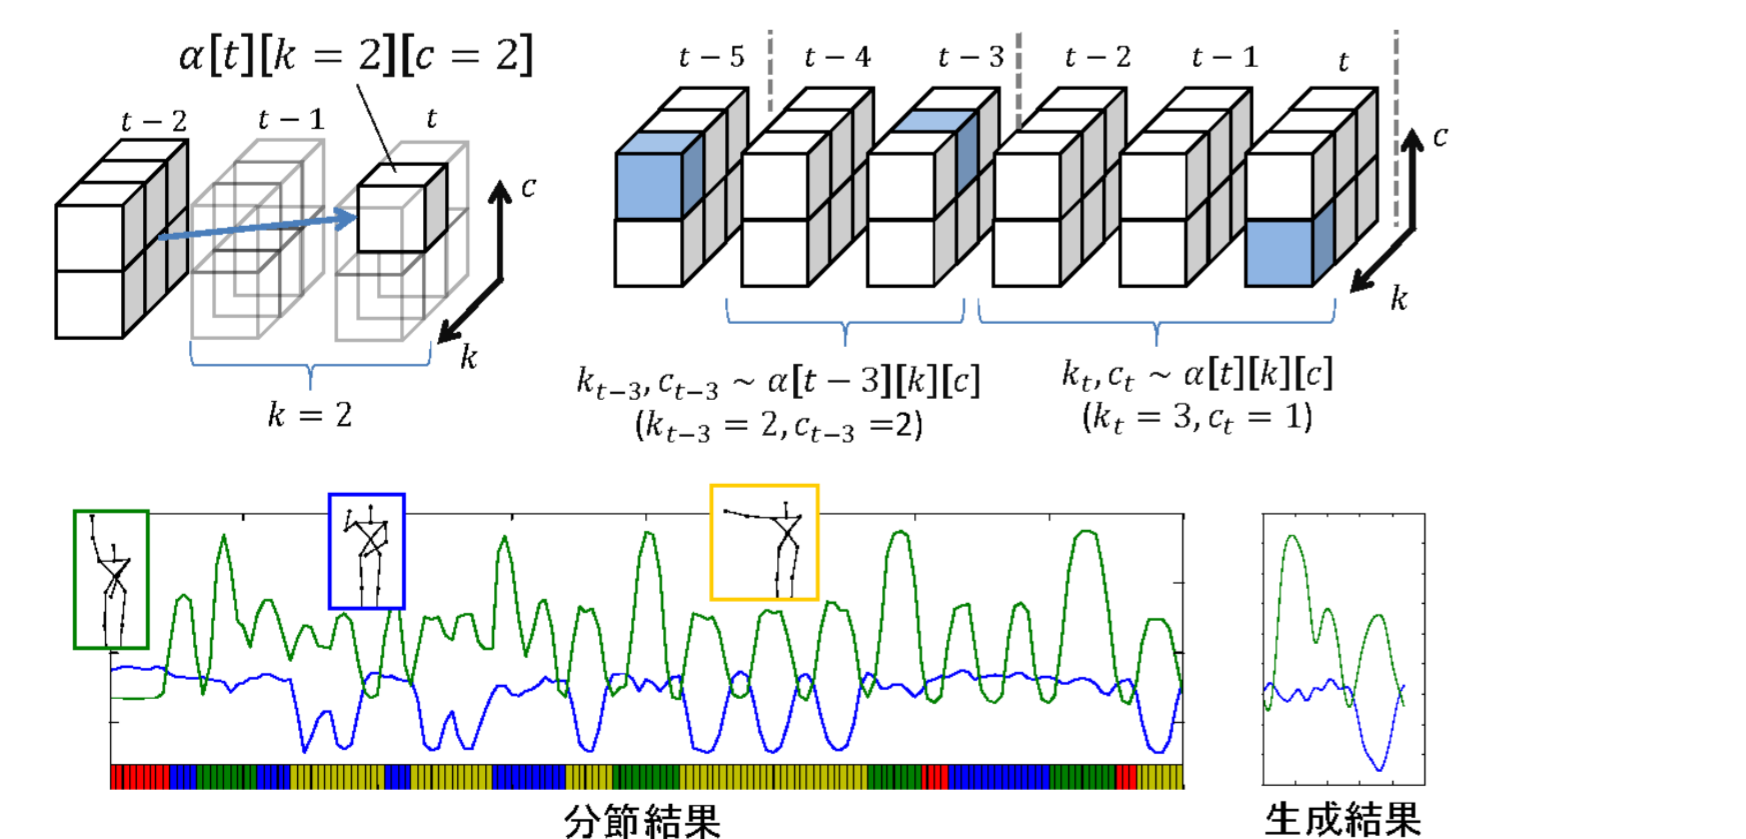 α[t][k = 2][c = 2]
t − 2
t − 1
t
c
k
k = 2
t − 5
t − 4
t − 3
t − 2
t − 1
t
c
k
k_{t−3}, c_{t−3} ~ α[t − 3][k][c]
(k_{t−3} = 2, c_{t−3} =2)
k_t, c_t ~ α[t][k][c]
(k_t = 3, c_t = 1)
分節結果
生成結果